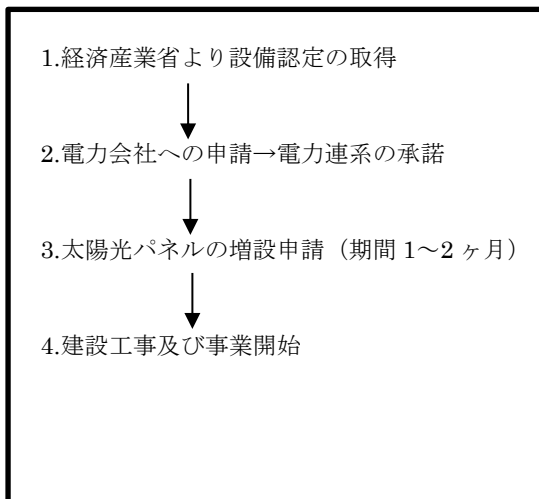 1.経済産業省より設備認定の取得
2.電力会社への申請→電力連系の承諾
3.太陽光パネルの増設申請（期間 1～2 ヶ月）
4.建設工事及び事業開始